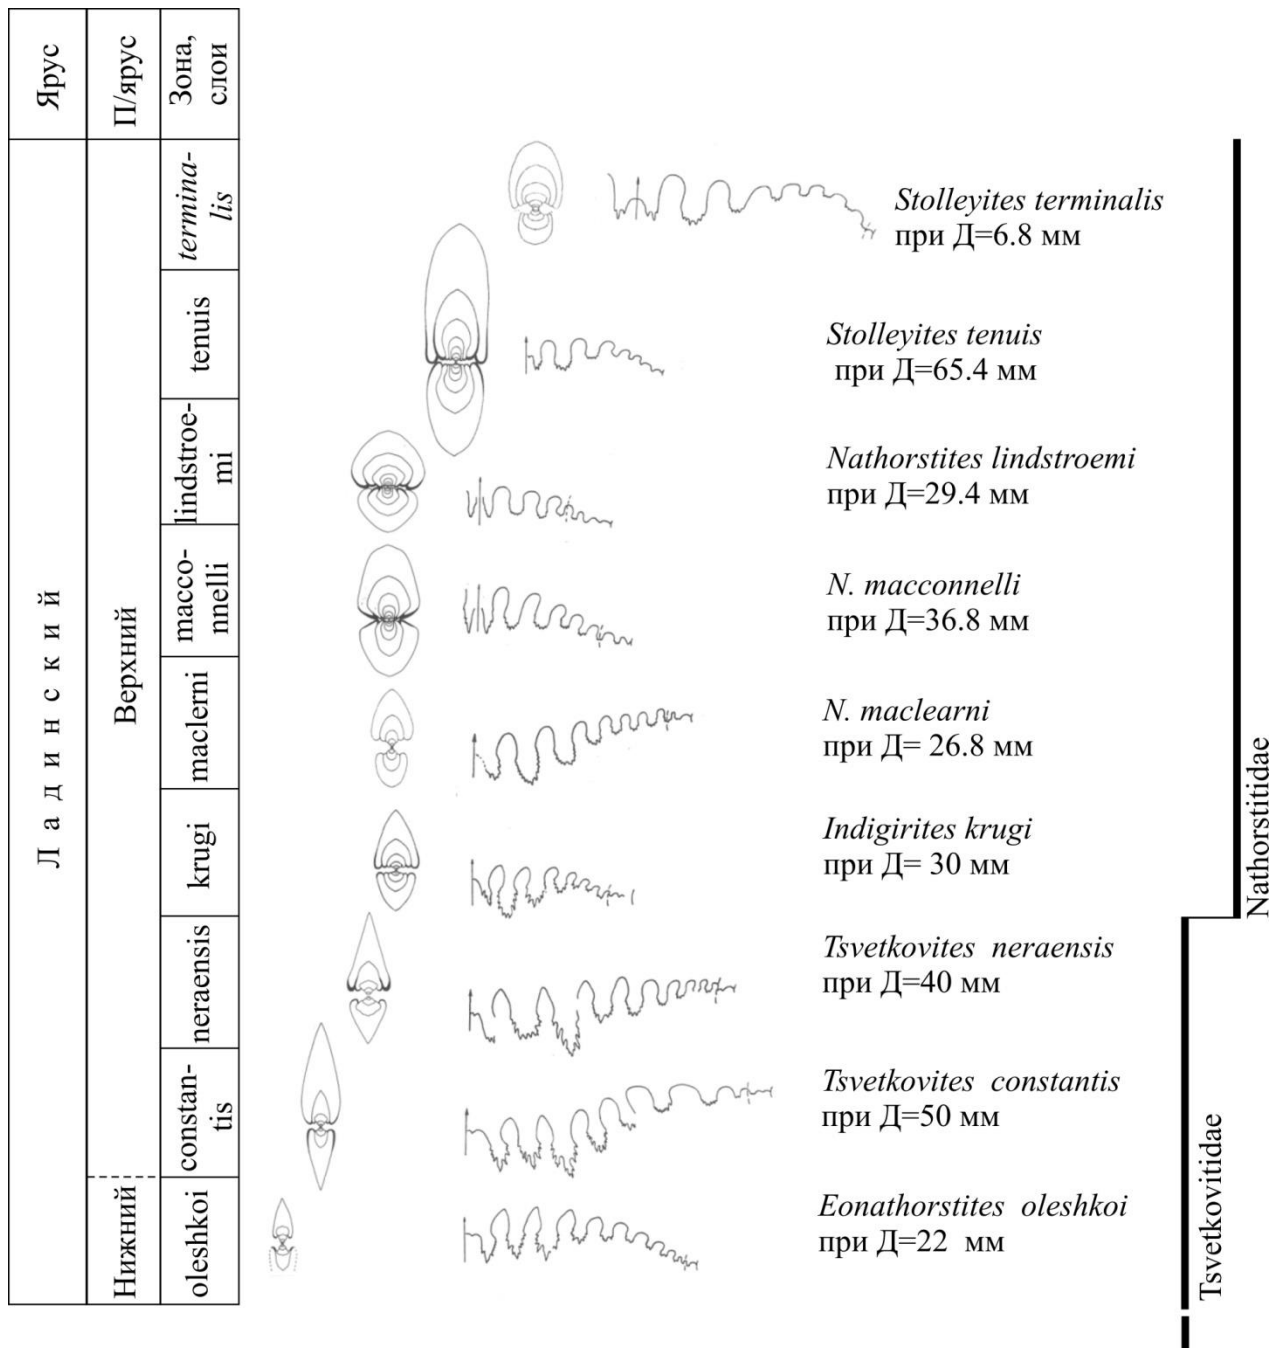 Ярус
П/ярус
Зона,
слои
Ладинский
Верхний
Нижний
termina-
lis
tenuis
lindstroe-
mi
macco-
nnelli
maclerni
krugi
neraensis
constan-
tis
oleshkoi
Stolleyites terminalis
при Д=6.8 мм
Stolleyites tenuis
при Д=65.4 мм
Nathorstites lindstroemi
при Д=29.4 мм
N. macconnelli
при Д=36.8 мм
N. maclearni
при Д= 26.8 мм
Indigirites krugi
при Д= 30 мм
Tsvetkovites neraensis
при Д=40 мм
Tsvetkovites constantis
при Д=50 мм
Eonathorstites oleshkoi
при Д=22 мм
Nathorstitidae
Tsvetkovitidae